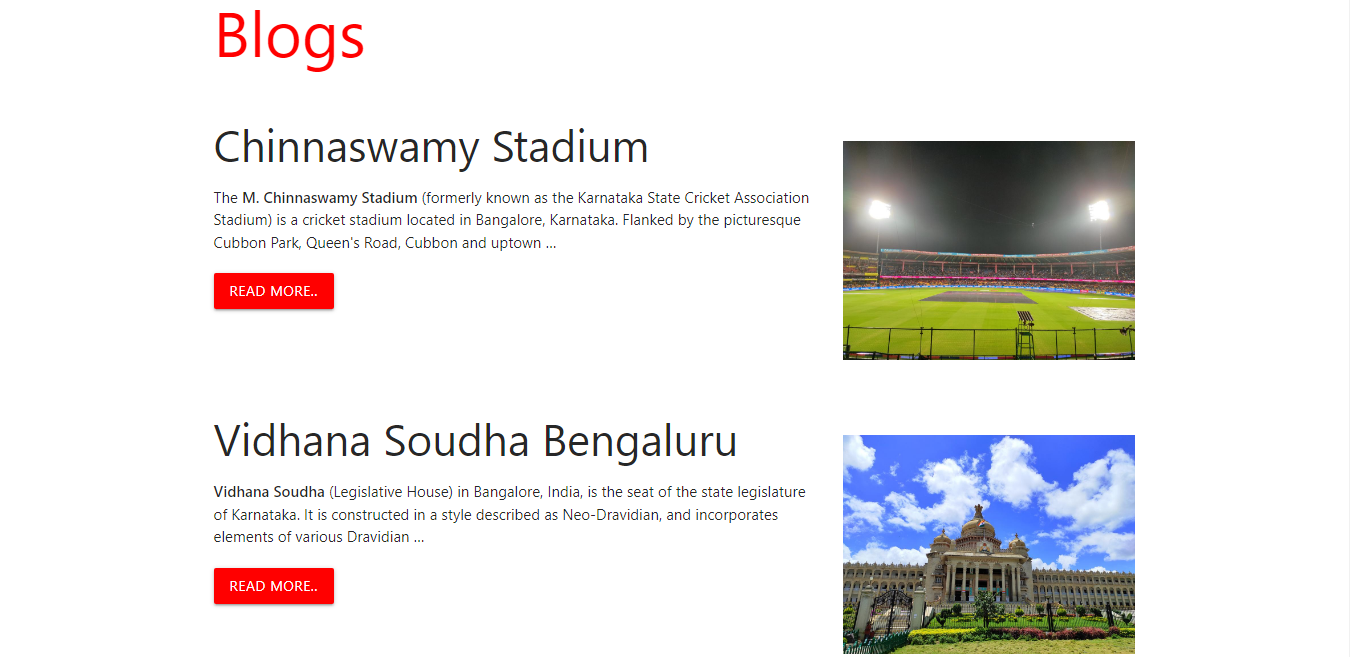 Blogs
Chinnaswamy Stadium
The M. Chinnaswamy Stadium (formerly known as the Karnataka State Cricket Association
Stadium) is a cricket stadium located in Bangalore, Karnataka. Flanked by the picturesque
Cubbon Park, Queen's Road, Cubbon and uptown ...
READ MORE..
Vidhana Soudha Bengaluru
Vidhana Soudha (Legislative House) in Bangalore, India, is the seat of the state legislature
of Karnataka. It is constructed in a style described as Neo-Dravidian, and incorporates
elements of various Dravidian ...
READ MORE..